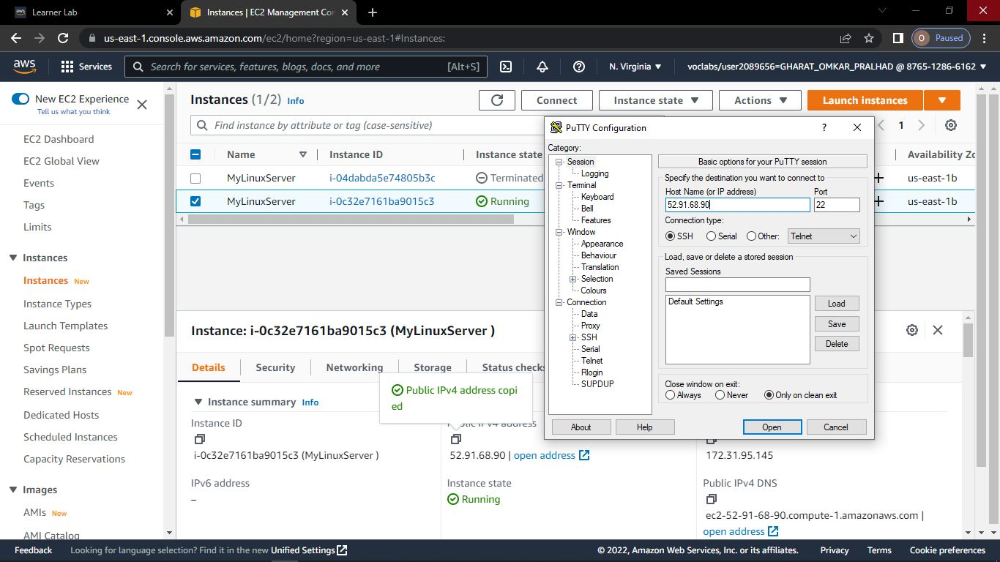 Learner Lab
Instances | EC2 Management Con
us-east-1.console.aws.amazon.com/ec2/home?region=us-east-1#Instances:
O Paused
aws
Services
Search for services, features, blogs, docs, and more [Alt+S]
N. Virginia
voclabs/user2089656=GHARAT_OMKAR_PRALHAD @ 8765-1286-6162
New EC2 Experience
Tell us what you think
EC2 Dashboard
EC2 Global View
Events
Tags
Limits
Instances
Instances New
Instance Types
Launch Templates
Spot Requests
Savings Plans
Reserved Instances New
Dedicated Hosts
Scheduled Instances
Capacity Reservations
Images
AMIs New
AMI Catalog
Instances (1/2) Info
Connect
Instance state
Actions
Launch instances
Find instance by attribute or tag (case-sensitive)
1
Name Instance ID Instance state Availability Zo
MyLinuxServer i-04dabda5e74805b3c Terminated us-east-1b
MyLinuxServer i-0c32e7161ba9015c3 Running us-east-1b
Instance: i-0c32e7161ba9015c3 (MyLinuxServer )
Details Security Networking Storage Status checks
Public IPv4 address copi
ed
Instance summary Info
Instance ID
i-0c32e7161ba9015c3 (MyLinuxServer )
IPv6 address
–
Public IPv4 address
52.91.68.90 | open address
Instance state
Running
172.31.95.145
Public IPv4 DNS
ec2-52-91-68-90.compute-1.amazonaws.com |
open address
PuTTY Configuration
?
Category:
Session
Logging
Terminal
Keyboard
Bell
Features
Window
Appearance
Behaviour
Translation
Selection
Colours
Connection
Data
Proxy
SSH
Serial
Telnet
Rlogin
SUPDUP
Basic options for your PuTTY session
Specify the destination you want to connect to
Host Name (or IP address) Port
52.91.68.90 22
Connection type:
SSH Serial Other: Telnet
Load, save or delete a stored session
Saved Sessions
Default Settings
Load
Save
Delete
Close window on exit:
Always Never Only on clean exit
About Help Open Cancel
Feedback Looking for language selection? Find it in the new Unified Settings
© 2022, Amazon Web Services, Inc. or its affiliates. Privacy Terms Cookie preferences